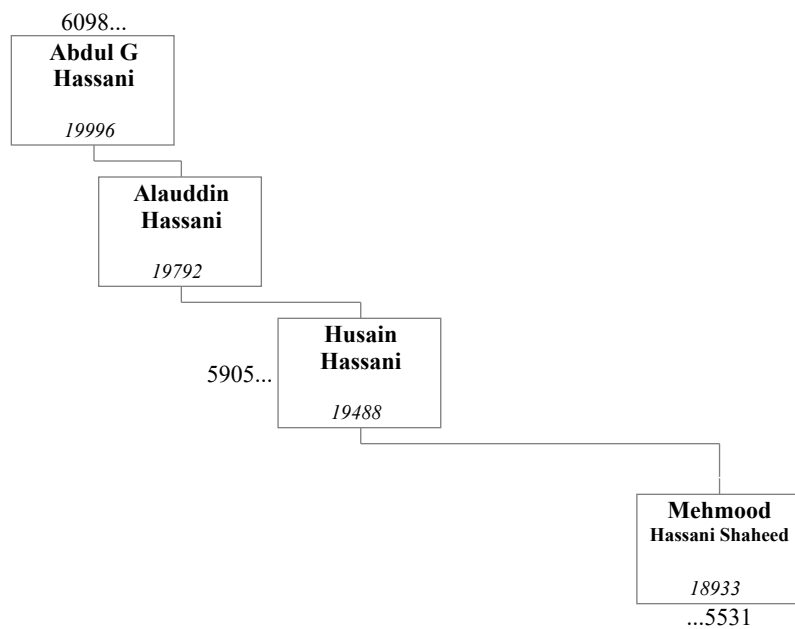 6098...
Abdul G
Hassani
19996
Alauddin
Hassani
19792
Husain
Hassani
5905...
19488
Mehmood
Hassani Shaheed
18933
...5531